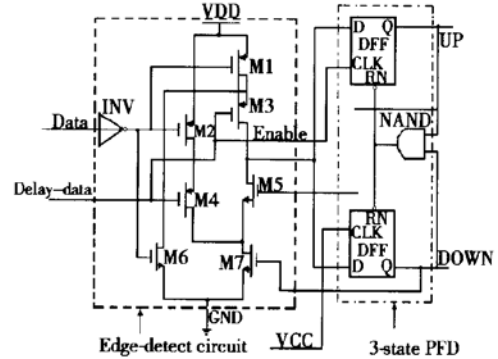 VDD
D Q
DFF
UP
CLK
RN
M1
M3
INV
Data
M2
Enable
NAND
Delay-data
M4
M5
RN
CLK
DFF
D Q
DOWN
M6
M7
GND
VCC
Edge-detect circuit
3-state PFD